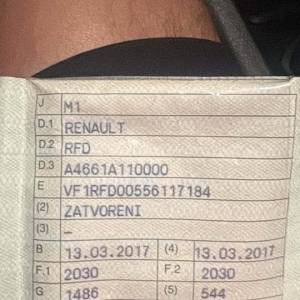 J M1
D.1 RENAULT
D.2 RFD
D.3 A4661A110000
E VF1RFD00556117184
(2) ZATVORENI
(3) –
B 13.03.2017 (4) 13.03.2017
F.1 2030 F.2 2030
G 1486 (5) 544